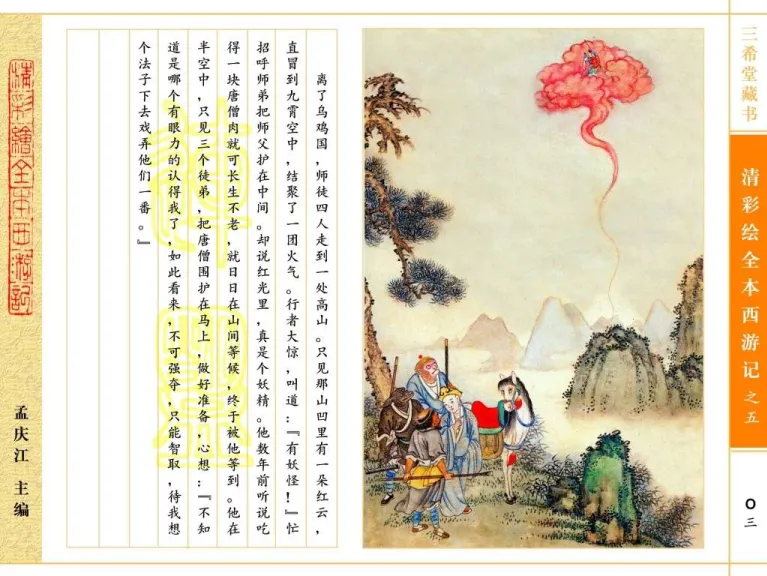 三希堂藏书
清彩绘全本西游记之五
〇三
离了乌鸡国,师徒四人走到一处高山。只见那山凹里有一朵红云,
直冒到九霄空中,结聚了一团火气。行者大惊,叫道:『有妖怪!』忙
招呼师弟把师父护在中间。却说红光里,真是个妖精。他数年前听说吃
得一块唐僧肉就可长生不老,就日日在山间等候,终于被他等到。他在
半空中,只见三个徒弟,把唐僧围护在马上,做好准备,心想:『不知
道是哪个有眼力的认得我了,如此看来,不可强夺,只能智取,待我想
个法子下去戏弄他们一番。』
清彩繪全本西游記
孟庆江 主编